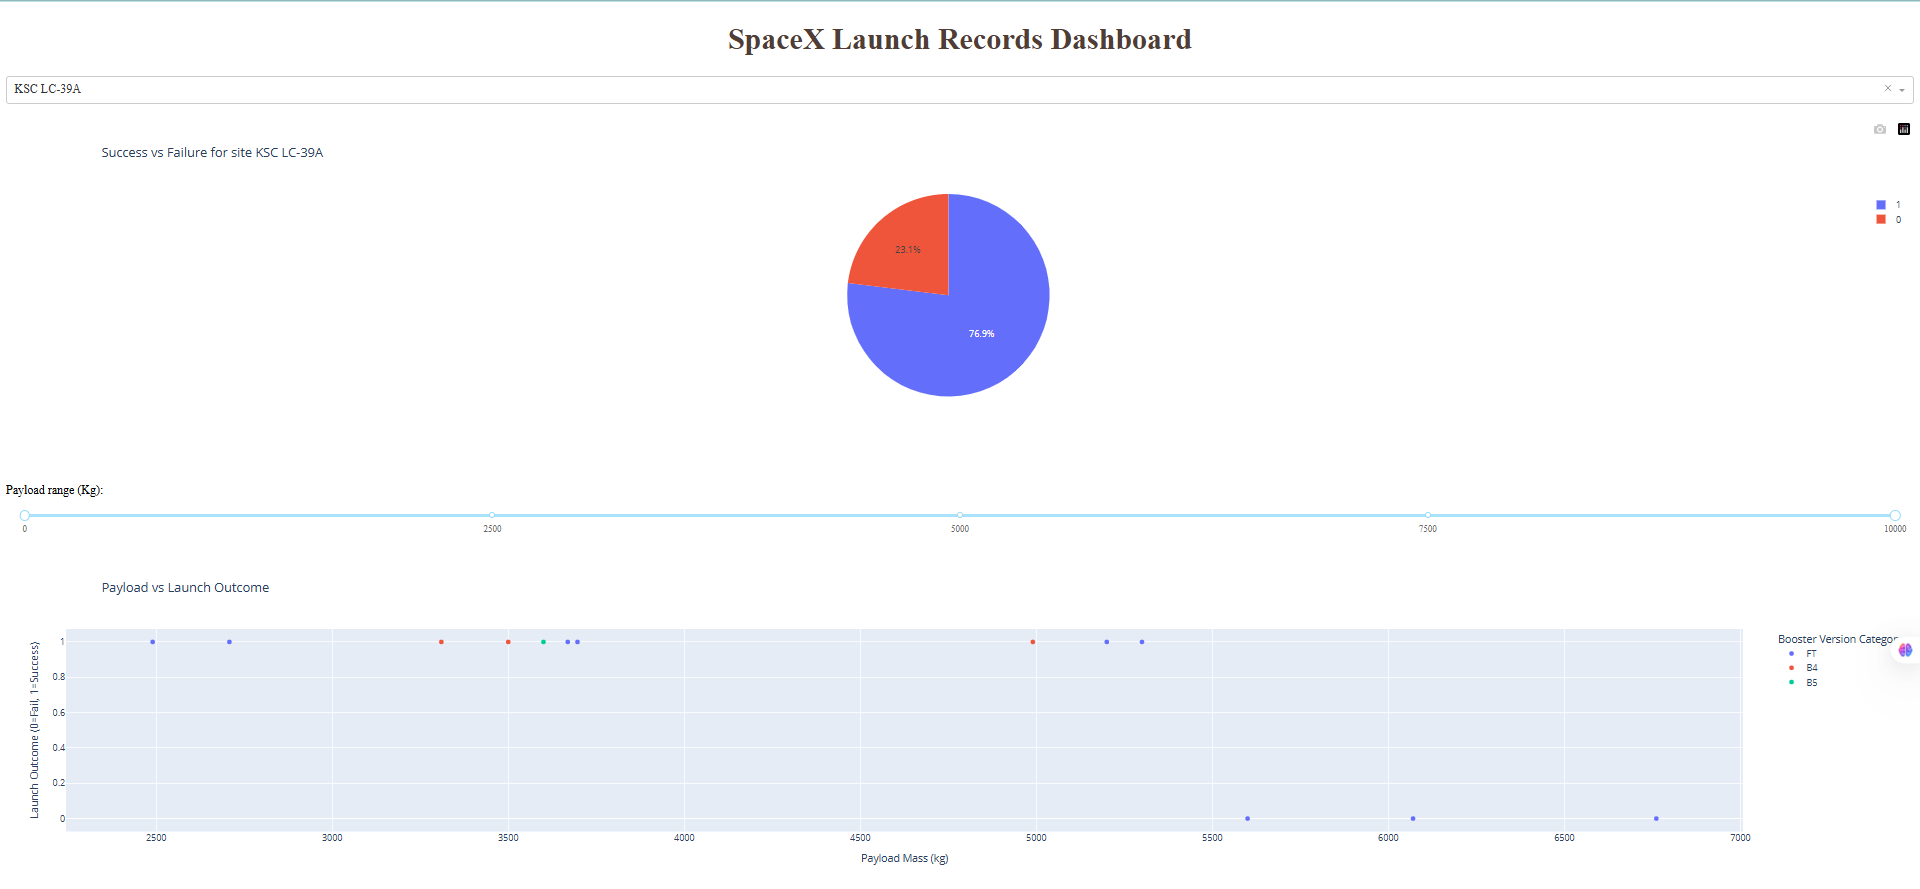 SpaceX Launch Records Dashboard
KSC LC-39A
×
Success vs Failure for site KSC LC-39A
1
0
23.1%
76.9%
Payload range (Kg):
0 2500 5000 7500 10000
Payload vs Launch Outcome
Launch Outcome (0=Fail, 1=Success)
1
0.8
0.6
0.4
0.2
0
2500 3000 3500 4000 4500 5000 5500 6000 6500 7000
Payload Mass (kg)
Booster Version Categor
FT
B4
B5